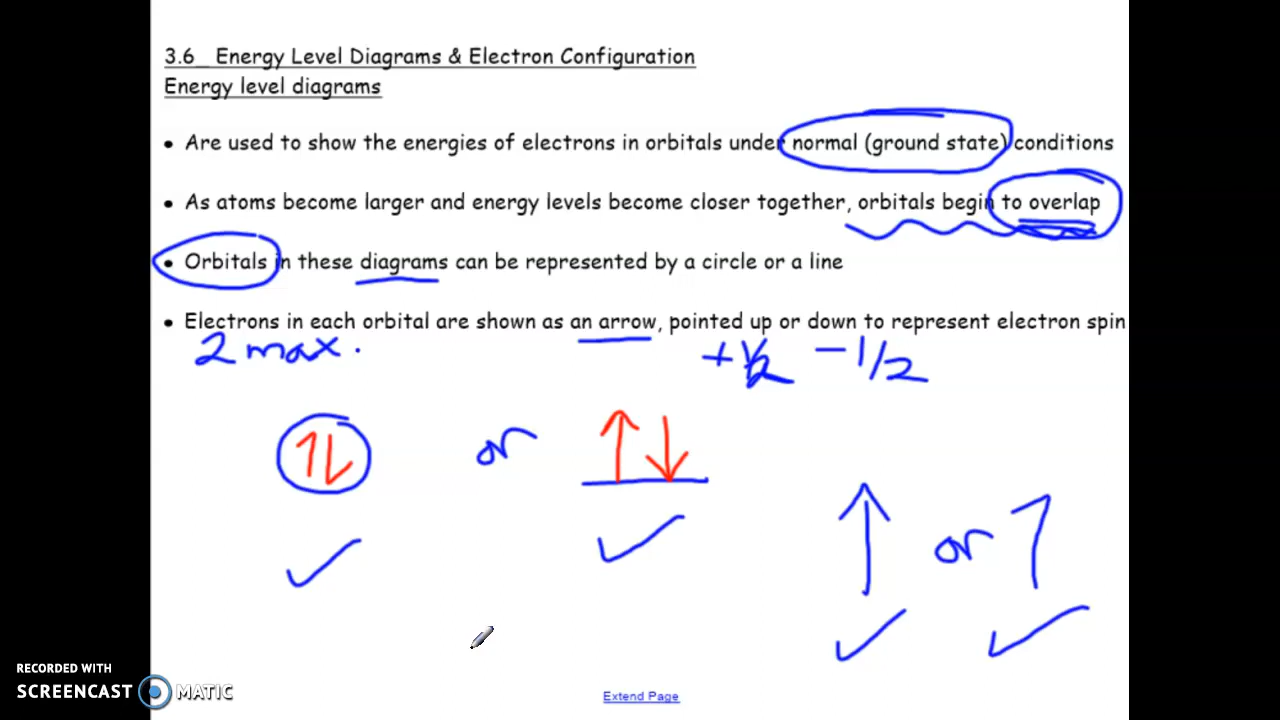 3.6_ Energy Level Diagrams & Electron Configuration
Energy level diagrams
• Are used to show the energies of electrons in orbitals under normal (ground state) conditions
• As atoms become larger and energy levels become closer together, orbitals begin to overlap
• Orbitals in these diagrams can be represented by a circle or a line
• Electrons in each orbital are shown as an arrow, pointed up or down to represent electron spin
2 max. +1/2 -1/2
↑↓ or ↑↓
↑ or ↿
RECORDED WITH
SCREENCAST MATIC
Extend Page